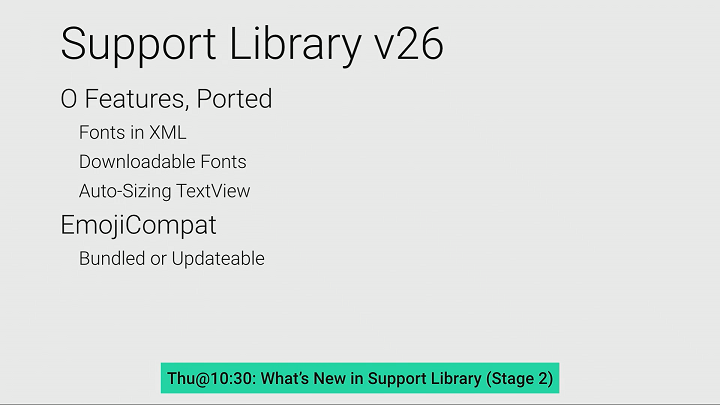 Support Library v26
O Features, Ported
Fonts in XML
Downloadable Fonts
Auto-Sizing TextView
EmojiCompat
Bundled or Updateable
Thu@10:30: What’s New in Support Library (Stage 2)